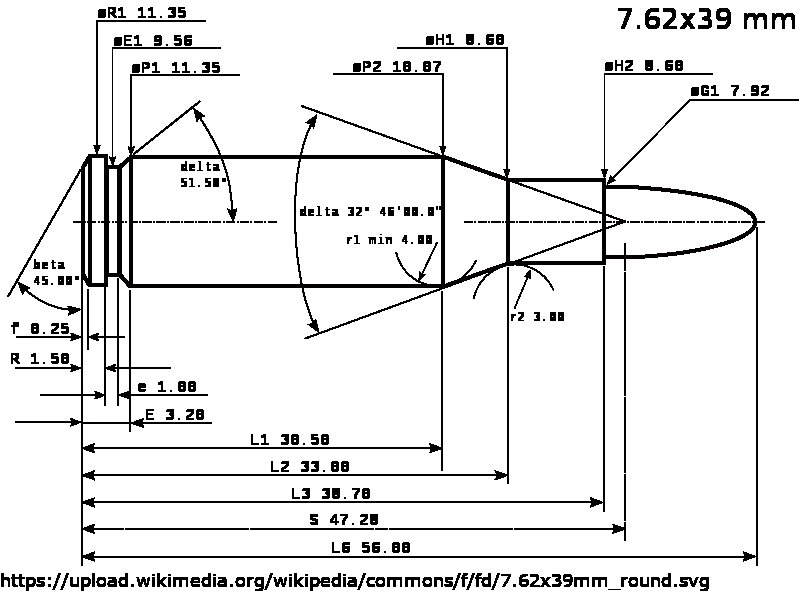 7.62x39 mm
øR1 11.35
øE1 9.56
øH1 8.60
øP1 11.35
øP2 10.07
øH2 8.60
øG1 7.92
delta
51.50°
delta 32° 46'00.0"
r1 min 4.00
beta
45.00°
r2 3.00
f 0.25
R 1.50
e 1.00
E 3.20
L1 30.50
L2 33.00
L3 38.70
S 47.20
L6 56.00
https://upload.wikimedia.org/wikipedia/commons/f/fd/7.62x39mm_round.svg